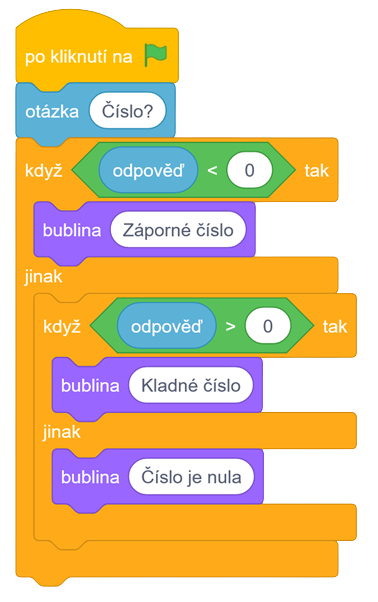 po kliknutí na
otázka Číslo?
když odpověď < 0 tak
bublina Záporné číslo
jinak
když odpověď > 0 tak
bublina Kladné číslo
jinak
bublina Číslo je nula